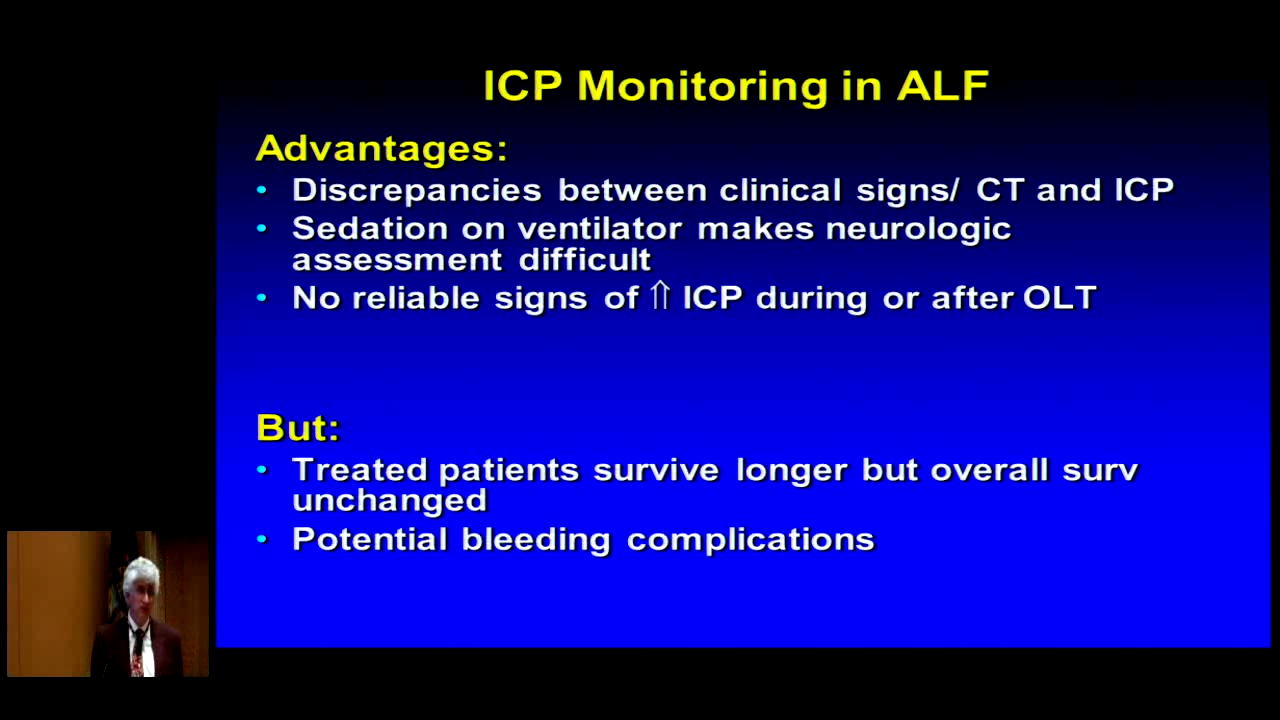 ICP Monitoring in ALF
Advantages:
• Discrepancies between clinical signs/ CT and ICP
• Sedation on ventilator makes neurologic
assessment difficult
• No reliable signs of ⇑ ICP during or after OLT
But:
• Treated patients survive longer but overall surv
unchanged
• Potential bleeding complications